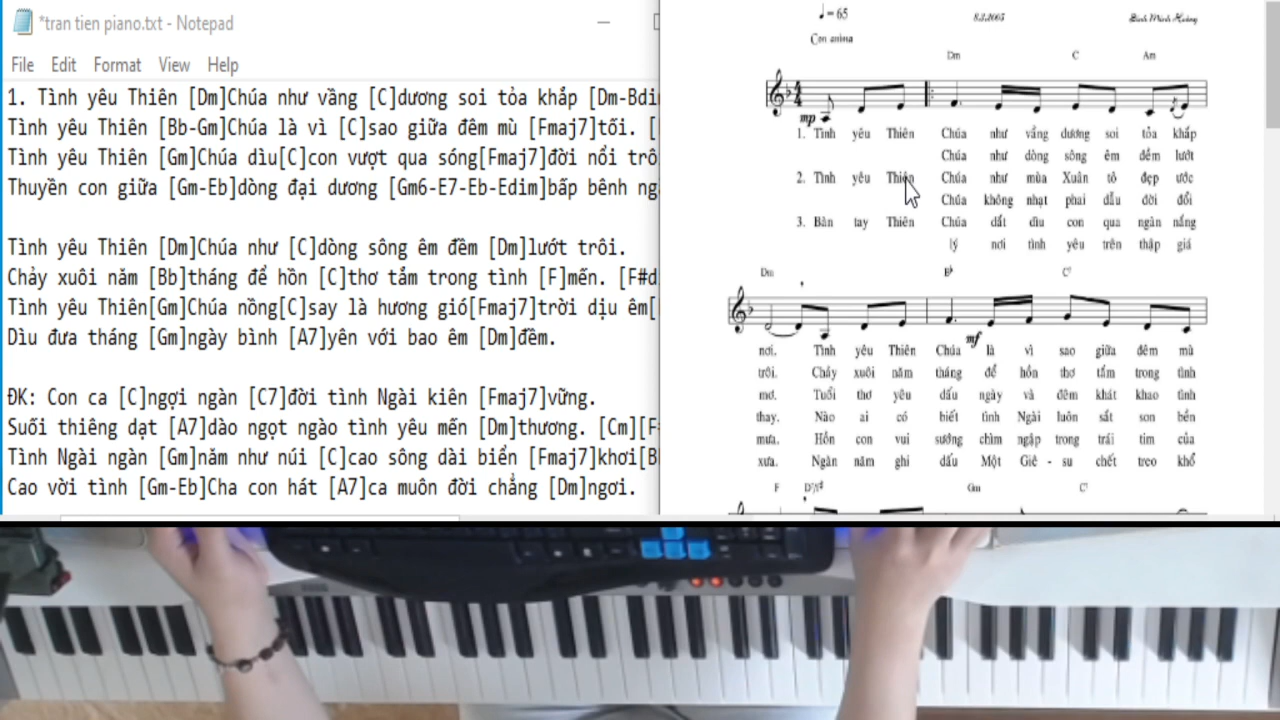 *tran tien piano.txt - Notepad
File Edit Format View Help
1. Tình yêu Thiên [Dm]Chúa như vầng [C]dương soi tỏa khắp [Dm-Bdi
Tình yêu Thiên [Bb-Gm]Chúa là vì [C]sao giữa đêm mù [Fmaj7]tối. [
Tình yêu Thiên [Gm]Chúa dìu[C]con vượt qua sóng[Fmaj7]đời nổi trô
Thuyền con giữa [Gm-Eb]dòng đại dương [Gm6-E7-Eb-Edim]bấp bênh ng
Tình yêu Thiên [Dm]Chúa như [C]dòng sông êm đềm [Dm]lướt trôi.
Chảy xuôi năm [Bb]tháng để hồn [C]thơ tắm trong tình [F]mến. [F#d
Tình yêu Thiên[Gm]Chúa nồng[C]say là hương gió[Fmaj7]trời dịu êm[
Dìu đưa tháng [Gm]ngày bình [A7]yên với bao êm [Dm]đềm.
ĐK: Con ca [C]ngợi ngàn [C7]đời tình Ngài kiên [Fmaj7]vững.
Suối thiêng dạt [A7]dào ngọt ngào tình yêu mến [Dm]thương. [Cm][F
Tình Ngài ngàn [Gm]năm như núi [C]cao sông dài biển [Fmaj7]khơi[B
Cao vời tình [Gm-Eb]Cha con hát [A7]ca muôn đời chẳng [Dm]ngơi.
♩ = 65
8.2.2005
Con anima
Dm C Am
mp
1. Tình yêu Thiên Chúa như vầng dương soi tỏa khắp
Chúa như dòng sông êm đềm lướt
2. Tình yêu Thiên Chúa như mùa Xuân tô đẹp ước
Chúa không nhạt phai dẫu đời đổi
3. Bàn tay Thiên Chúa dắt dìu con qua ngàn nắng
lý nơi tình yêu trên thập giá
Dm Bb C7
mf
nơi. Tình yêu Thiên Chúa là vì sao giữa đêm mù
trôi. Chảy xuôi năm tháng để hồn thơ tắm trong tình
mơ. Tuổi thơ yêu dấu ngày và đêm khát khao tình
thay. Nào ai có biết tình Ngài luôn sắt son bền
mưa. Hồn con vui sướng chìm ngập trong trái tim của
xưa. Ngàn năm ghi dấu Một Giê - su chết treo khổ
F D7/F# Gm C7